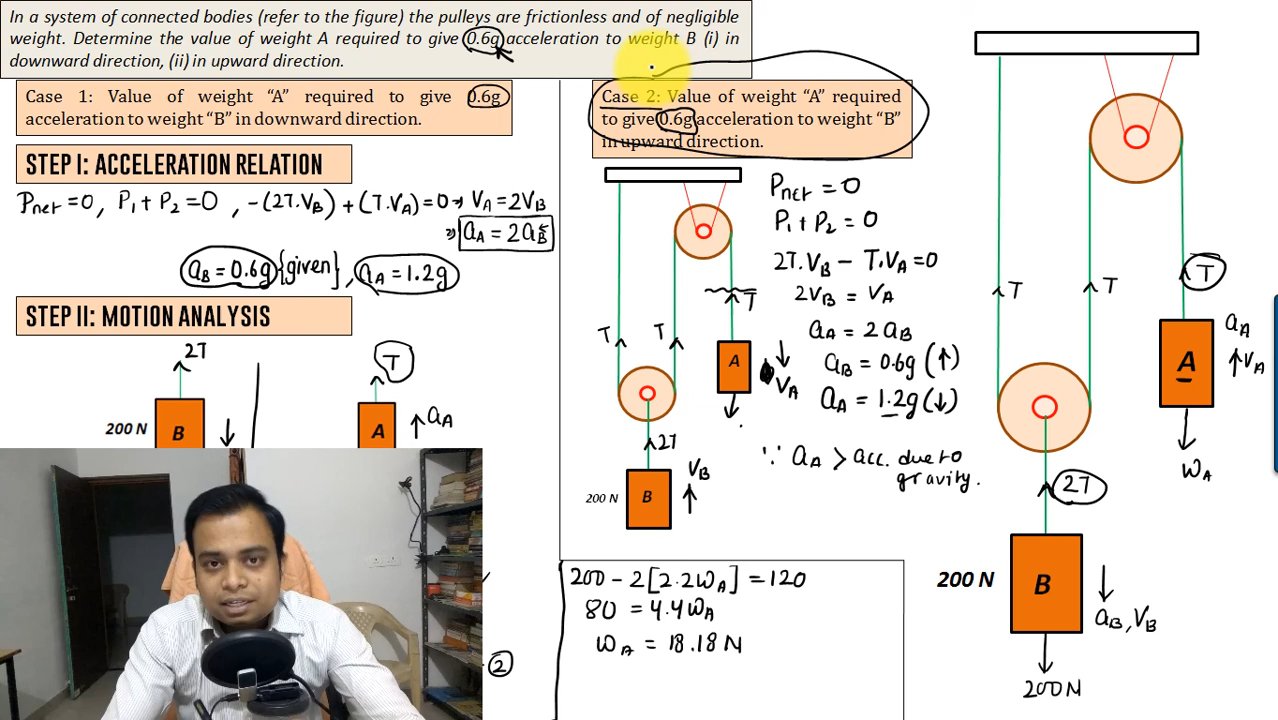 In a system of connected bodies (refer to the figure) the pulleys are frictionless and of negligible
weight. Determine the value of weight A required to give 0.6g acceleration to weight B (i) in
downward direction, (ii) in upward direction.
Case 1: Value of weight “A” required to give 0.6g
acceleration to weight “B” in downward direction.
STEP I: ACCELERATION RELATION
Pnet=0, P1+P2=0, -(2T.VB)+(T.VA)=0 → VA=2VB
⇒ aA=2aB
aB=0.6g {given}, aA=1.2g
STEP II: MOTION ANALYSIS
2T
200 N
B
T
A
↑ aA
2
Case 2: Value of weight “A” required
to give 0.6g acceleration to weight “B”
in upward direction.
T
T
T
A
VA
2T
VB
200 N
B
Pnet=0
P1+P2=0
2T.VB - T.VA=0
2VB = VA
aA = 2aB
aB = 0.6g (↑)
aA = 1.2g (↓)
∵ aA > acc. due to
gravity.
200 - 2[2.2wA] = 120
80 = 4.4wA
wA = 18.18 N
T
T
T
A
aA
↑VA
wA
2T
200 N
B
aB, VB
200N